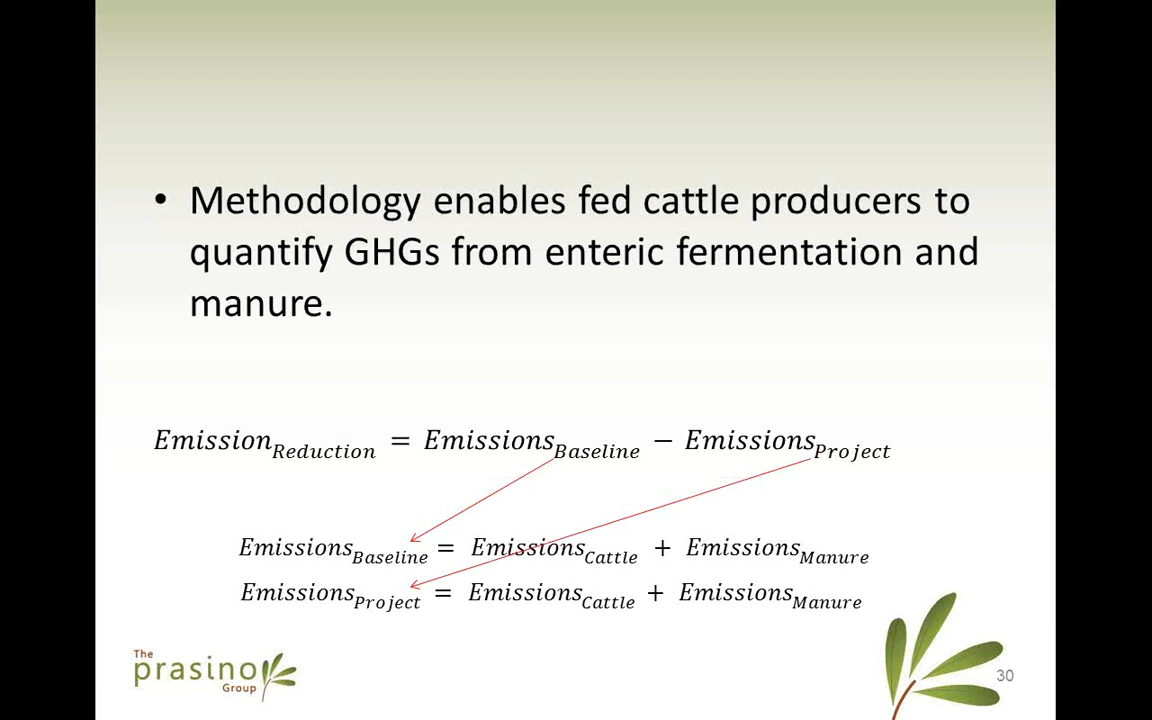 • Methodology enables fed cattle producers to
quantify GHGs from enteric fermentation and
manure.
Emission_Reduction = Emissions_Baseline − Emissions_Project
Emissions_Baseline = Emissions_Cattle + Emissions_Manure
Emissions_Project = Emissions_Cattle + Emissions_Manure
The
prasino
Group
30